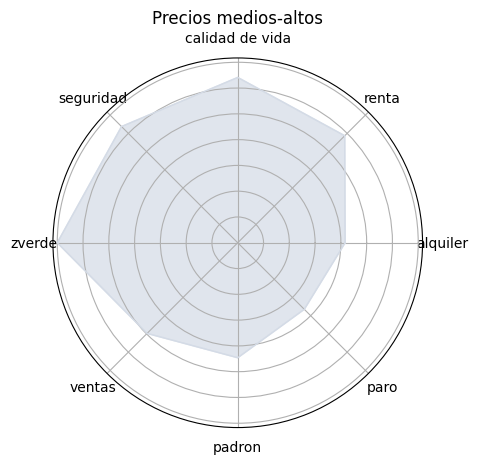 Precios medios-altos
calidad de vida
seguridad
renta
zverde
alquiler
ventas
paro
padron